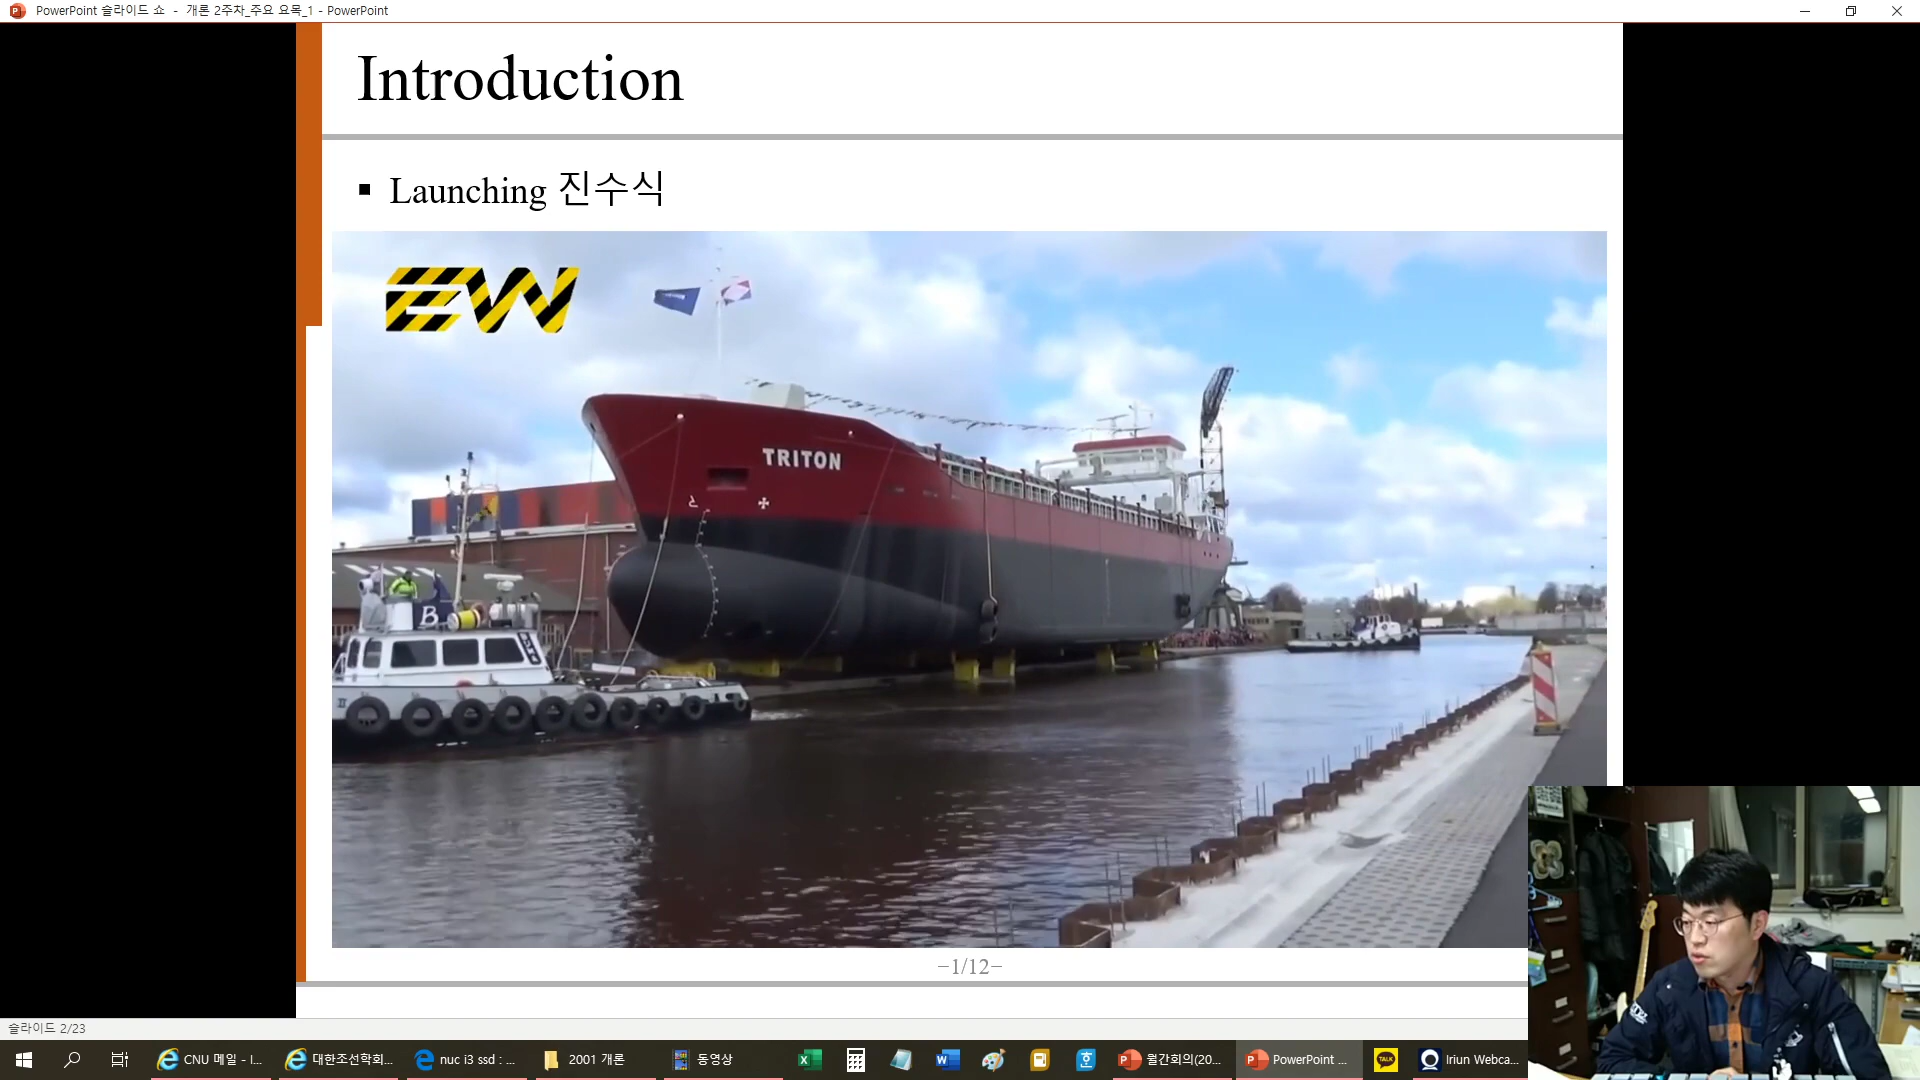 PowerPoint 슬라이드 쇼 - 개론 2주차_주요 요목_1 - PowerPoint
Introduction
▪ Launching 진수식
EW
TRITON
B
−1/12−
슬라이드 2/23
CNU 메일 - I...
대한조선학회...
nuc i3 ssd : ...
2001 개론
동영상
월간회의(20...
PowerPoint ...
TALK
Iriun Webca...